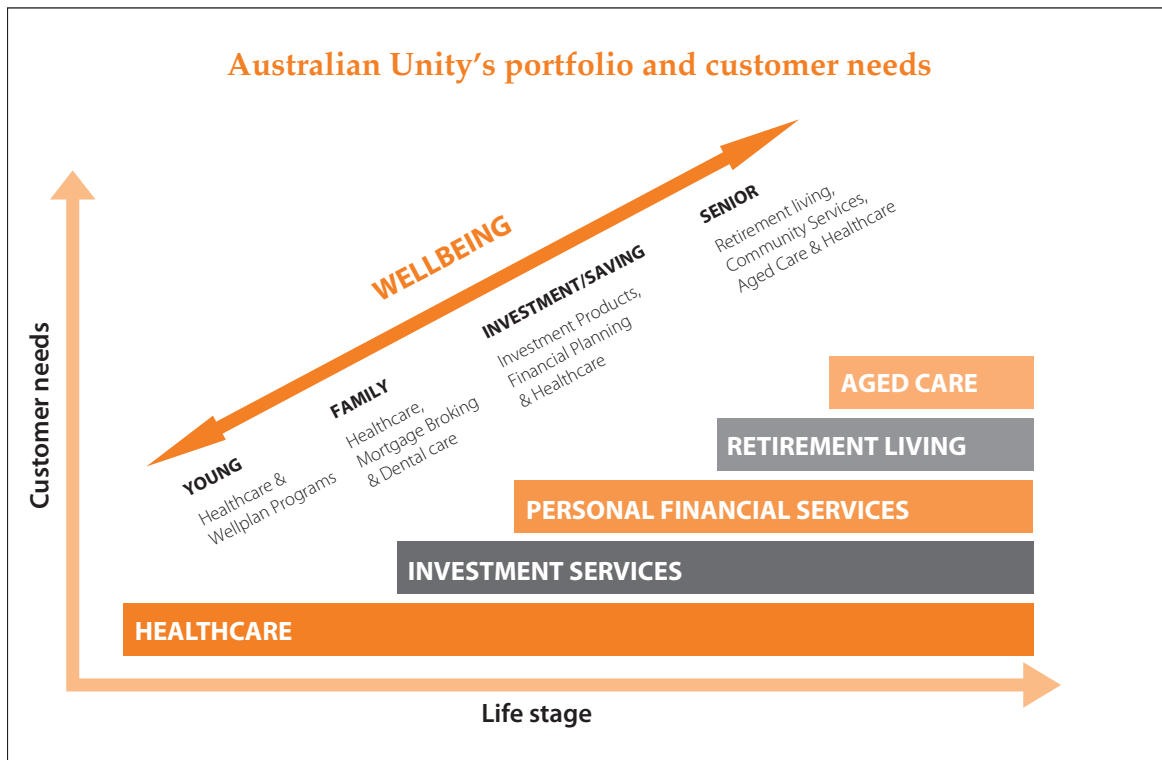 Australian Unity's portfolio and customer needs
Customer needs
WELLBEING
YOUNG
Healthcare &
Wellplan Programs
FAMILY
Healthcare,
Mortgage Broking
& Dental care
INVESTMENT/SAVING
Investment Products,
Financial Planning
& Healthcare
SENIOR
Retirement living,
Community Services,
Aged Care & Healthcare
AGED CARE
RETIREMENT LIVING
PERSONAL FINANCIAL SERVICES
INVESTMENT SERVICES
HEALTHCARE
Life stage